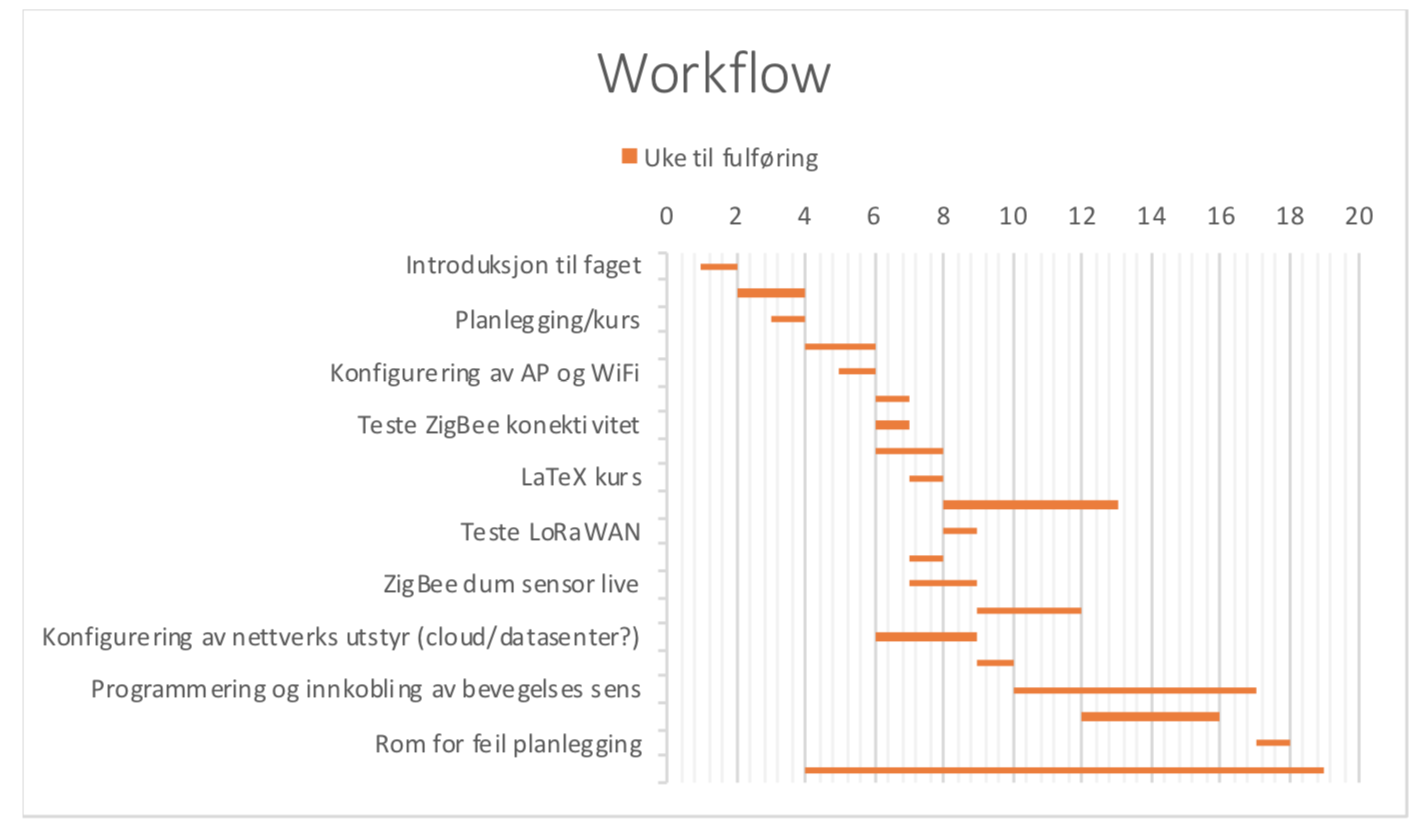 Workflow
Uke til fulføring
0 2 4 6 8 10 12 14 16 18 20
Introduksjon til faget
Planlegging/kurs
Konfigurering av AP og WiFi
Teste ZigBee konektivitet
LaTeX kurs
Teste LoRaWAN
ZigBee dum sensor live
Konfigurering av nettverks utstyr (cloud/datasenter?)
Programmering og innkobling av bevegelses sens
Rom for feil planlegging